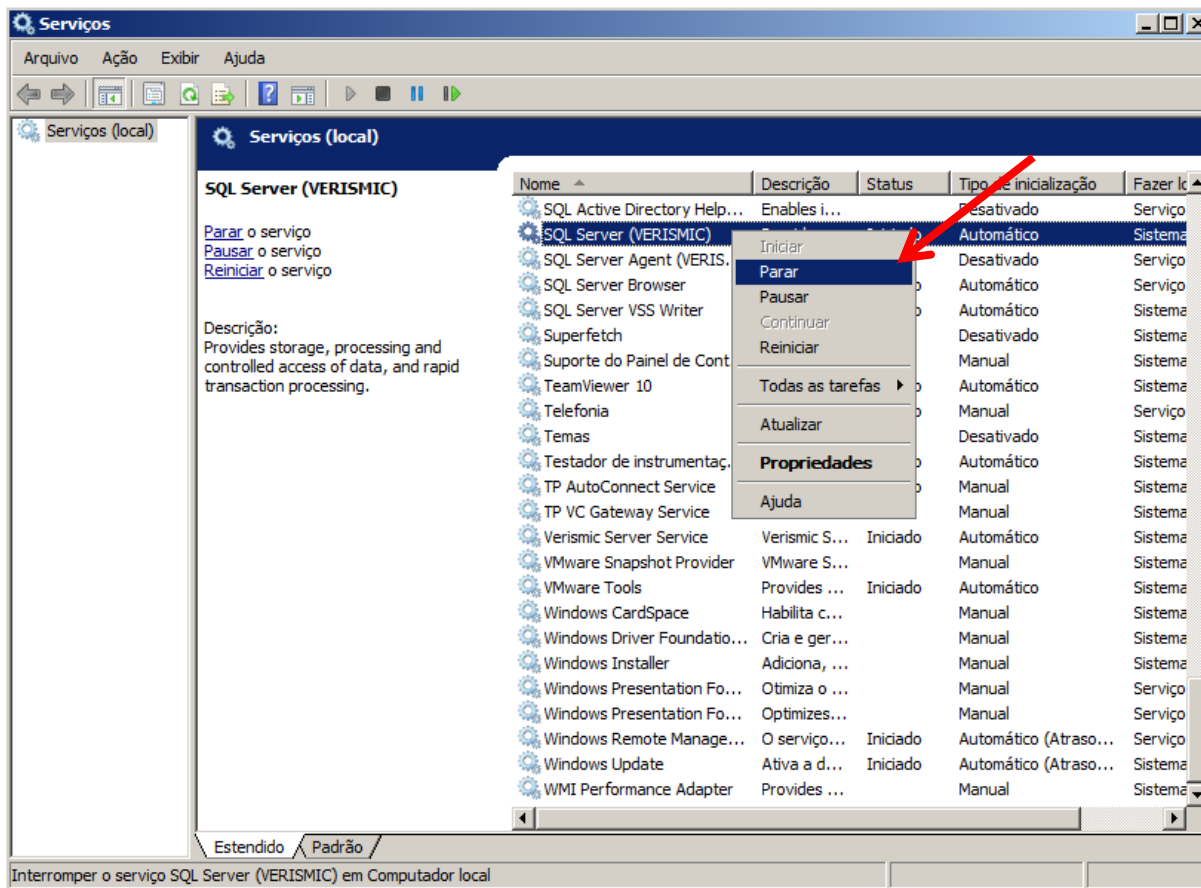 Serviços
Arquivo Ação Exibir Ajuda
Serviços (local)
Serviços (local)
SQL Server (VERISMIC)
Parar o serviço
Pausar o serviço
Reiniciar o serviço
Descrição:
Provides storage, processing and
controlled access of data, and rapid
transaction processing.
Nome Descrição Status Tipo de inicialização Fazer lo
SQL Active Directory Help... Enables i... Desativado Serviço
SQL Server (VERISMIC) Automático Sistema
SQL Server Agent (VERIS. Desativado Serviço
SQL Server Browser Automático Serviço
SQL Server VSS Writer Automático Sistema
Superfetch Desativado Sistema
Suporte do Painel de Cont Manual Sistema
TeamViewer 10 Automático Sistema
Telefonia Manual Serviço
Temas Desativado Sistema
Testador de instrumentaç. Automático Sistema
TP AutoConnect Service Manual Sistema
TP VC Gateway Service Manual Sistema
Verismic Server Service Verismic S... Iniciado Automático Sistema
VMware Snapshot Provider VMware S... Manual Sistema
VMware Tools Provides ... Iniciado Automático Sistema
Windows CardSpace Habilita c... Manual Sistema
Windows Driver Foundatio... Cria e ger... Manual Sistema
Windows Installer Adiciona, ... Manual Sistema
Windows Presentation Fo... Otimiza o ... Manual Serviço
Windows Presentation Fo... Optimizes... Manual Serviço
Windows Remote Manage... O serviço... Iniciado Automático (Atraso... Serviço
Windows Update Ativa a d... Iniciado Automático (Atraso... Sistema
WMI Performance Adapter Provides ... Manual Sistema
Iniciar
Parar
Pausar
Continuar
Reiniciar
Todas as tarefas
Atualizar
Propriedades
Ajuda
Estendido Padrão
Interromper o serviço SQL Server (VERISMIC) em Computador local